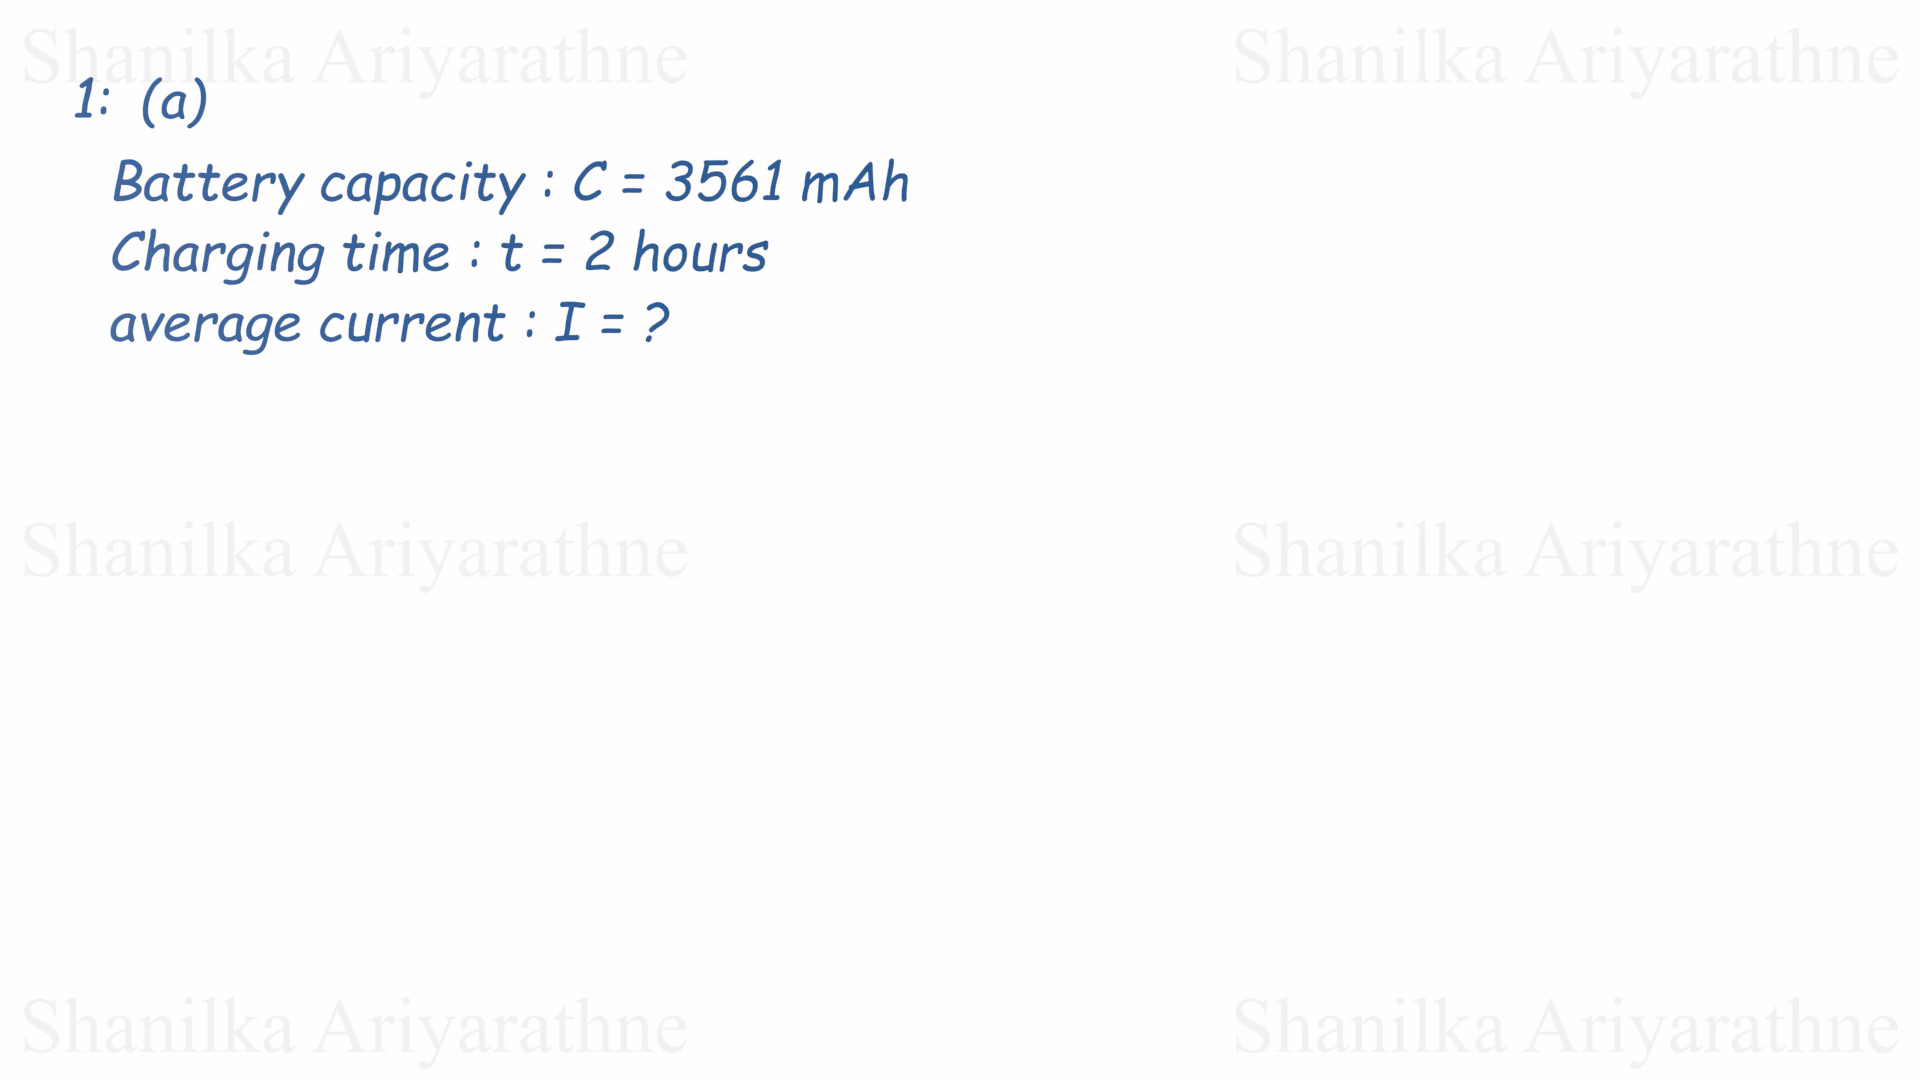 Shanilka Ariyarathne Shanilka Ariyarathne
1: (a)
Battery capacity : C = 3561 mAh
Charging time : t = 2 hours
average current : I = ?
Shanilka Ariyarathne Shanilka Ariyarathne
Shanilka Ariyarathne Shanilka Ariyarathne